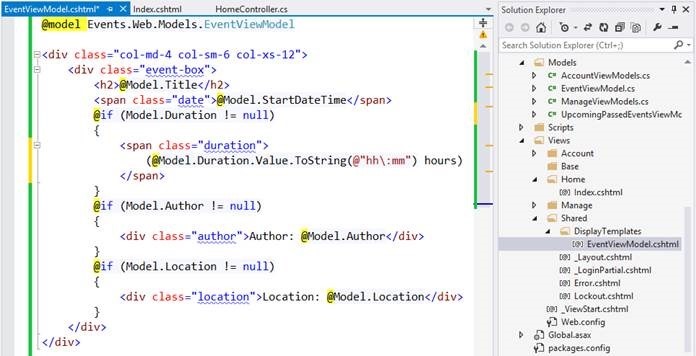 EventViewModel.cshtml*
Index.cshtml
HomeController.cs
@model Events.Web.Models.EventViewModel
<div class="col-md-4 col-sm-6 col-xs-12">
<div class="event-box">
<h2>@Model.Title</h2>
<span class="date">@Model.StartDateTime</span>
@if (Model.Duration != null)
{
<span class="duration">
(@Model.Duration.Value.ToString(@"hh\:mm") hours)
</span>
}
@if (Model.Author != null)
{
<div class="author">Author: @Model.Author</div>
}
@if (Model.Location != null)
{
<div class="location">Location: @Model.Location</div>
}
</div>
</div>
Solution Explorer
Search Solution Explorer (Ctrl+;)
Models
C# AccountViewModels.cs
C# EventViewModel.cs
C# ManageViewModels.cs
C# UpcomingPassedEventsViewMc
Scripts
Views
Account
Base
Home
Index.cshtml
Manage
Shared
DisplayTemplates
EventViewModel.cshtml
_Layout.cshtml
_LoginPartial.cshtml
Error.cshtml
Lockout.cshtml
_ViewStart.cshtml
Web.config
Global.asax
packages.config